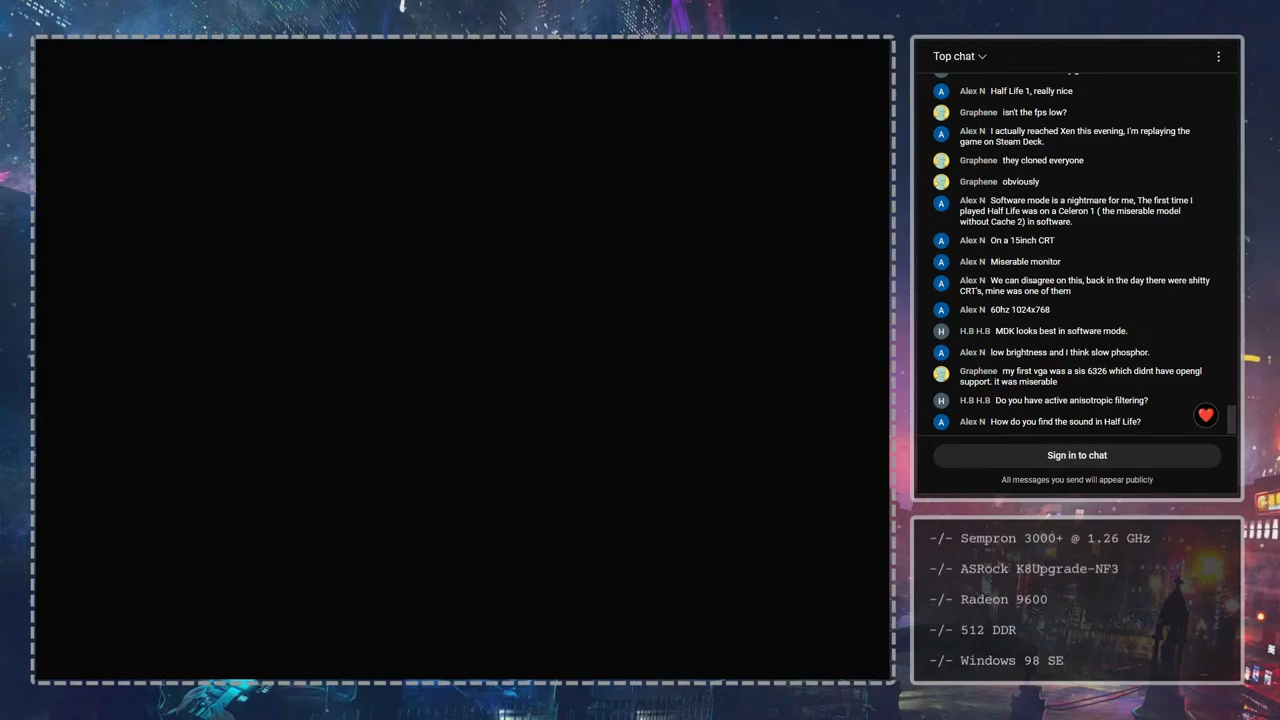 Top chat
Alex N Half Life 1, really nice
Graphene isn't the fps low?
Alex N I actually reached Xen this evening, I'm replaying the
game on Steam Deck.
Graphene they cloned everyone
Graphene obviously
Alex N Software mode is a nightmare for me, The first time I
played Half Life was on a Celeron 1 ( the miserable model
without Cache 2) in software.
Alex N On a 15inch CRT
Alex N Miserable monitor
Alex N We can disagree on this, back in the day there were shitty
CRT's, mine was one of them
Alex N 60hz 1024x768
H.B H.B MDK looks best in software mode.
Alex N low brightness and I think slow phosphor.
Graphene my first vga was a sis 6326 which didnt have opengl
support. it was miserable
H.B H.B Do you have active anisotropic filtering?
Alex N How do you find the sound in Half Life?
Sign in to chat
All messages you send will appear publicly
-/- Sempron 3000+ @ 1.26 GHz
-/- ASRock K8Upgrade-NF3
-/- Radeon 9600
-/- 512 DDR
-/- Windows 98 SE